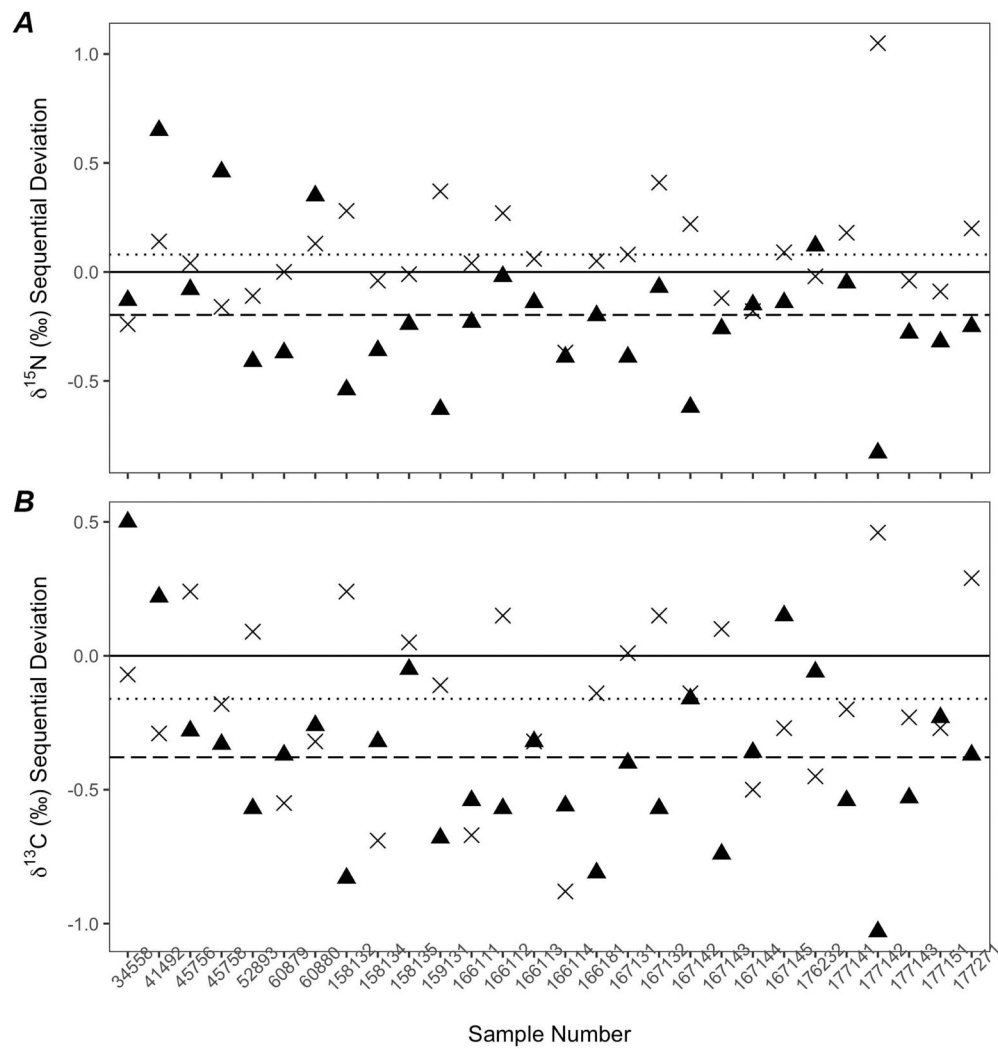 A
δ15N (‰) Sequential Deviation
1.0
0.5
0.0
-0.5
B
δ13C (‰) Sequential Deviation
0.5
0.0
-0.5
-1.0
34558 41492 45756 45758 52893 60879 60880 158132 158134 158135 159131 166111 166112 166113 166114 166181 167131 167132 167142 167143 167144 167145 176232 177141 177142 177143 177151 177271
Sample Number